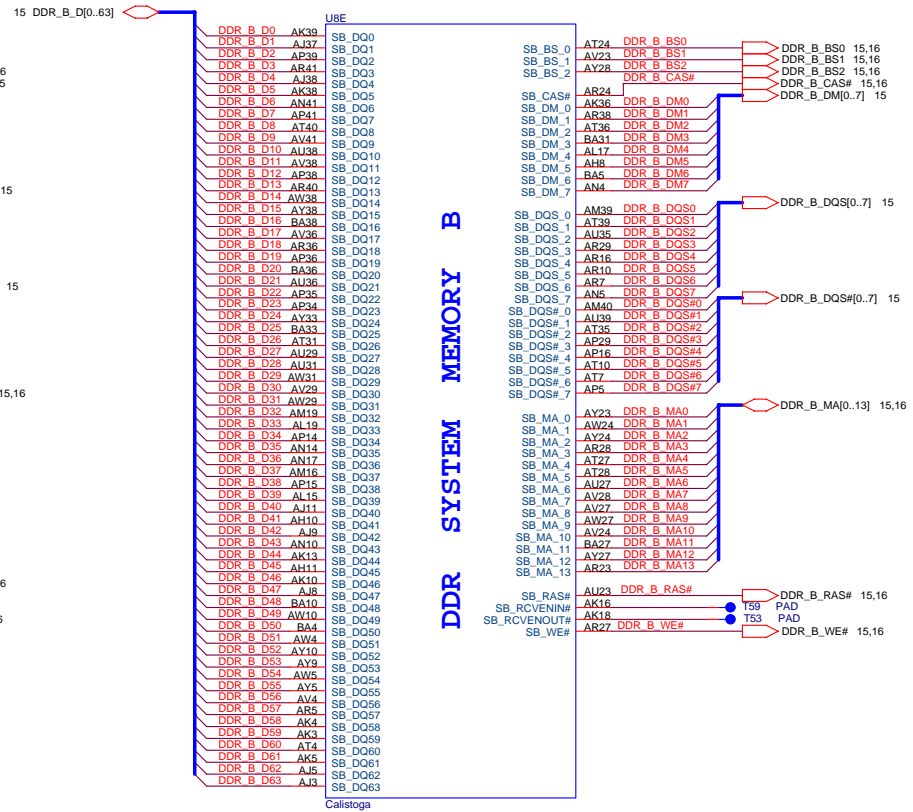 15 DDR_B_D[0..63]
U8E
DDR_B_D0 AK39 SB_DQ0
DDR_B_D1 AJ37 SB_DQ1
DDR_B_D2 AP39 SB_DQ2
DDR_B_D3 AR41 SB_DQ3
DDR_B_D4 AJ38 SB_DQ4
DDR_B_D5 AK38 SB_DQ5
DDR_B_D6 AN41 SB_DQ6
DDR_B_D7 AP41 SB_DQ7
DDR_B_D8 AT40 SB_DQ8
DDR_B_D9 AV41 SB_DQ9
DDR_B_D10 AU38 SB_DQ10
DDR_B_D11 AV38 SB_DQ11
DDR_B_D12 AP38 SB_DQ12
DDR_B_D13 AR40 SB_DQ13
DDR_B_D14 AW38 SB_DQ14
DDR_B_D15 AY38 SB_DQ15
DDR_B_D16 BA38 SB_DQ16
DDR_B_D17 AV36 SB_DQ17
DDR_B_D18 AR36 SB_DQ18
DDR_B_D19 AP36 SB_DQ19
DDR_B_D20 BA36 SB_DQ20
DDR_B_D21 AU36 SB_DQ21
DDR_B_D22 AP35 SB_DQ22
DDR_B_D23 AP34 SB_DQ23
DDR_B_D24 AY33 SB_DQ24
DDR_B_D25 BA33 SB_DQ25
DDR_B_D26 AT31 SB_DQ26
DDR_B_D27 AU29 SB_DQ27
DDR_B_D28 AU31 SB_DQ28
DDR_B_D29 AW31 SB_DQ29
DDR_B_D30 AV29 SB_DQ30
DDR_B_D31 AW29 SB_DQ31
DDR_B_D32 AM19 SB_DQ32
DDR_B_D33 AL19 SB_DQ33
DDR_B_D34 AP14 SB_DQ34
DDR_B_D35 AN14 SB_DQ35
DDR_B_D36 AN17 SB_DQ36
DDR_B_D37 AM16 SB_DQ37
DDR_B_D38 AP15 SB_DQ38
DDR_B_D39 AL15 SB_DQ39
DDR_B_D40 AJ11 SB_DQ40
DDR_B_D41 AH10 SB_DQ41
DDR_B_D42 AJ9 SB_DQ42
DDR_B_D43 AN10 SB_DQ43
DDR_B_D44 AK13 SB_DQ44
DDR_B_D45 AH11 SB_DQ45
DDR_B_D46 AK10 SB_DQ46
DDR_B_D47 AJ8 SB_DQ47
DDR_B_D48 BA10 SB_DQ48
DDR_B_D49 AW10 SB_DQ49
DDR_B_D50 BA4 SB_DQ50
DDR_B_D51 AW4 SB_DQ51
DDR_B_D52 AY10 SB_DQ52
DDR_B_D53 AY9 SB_DQ53
DDR_B_D54 AW5 SB_DQ54
DDR_B_D55 AY5 SB_DQ55
DDR_B_D56 AV4 SB_DQ56
DDR_B_D57 AR5 SB_DQ57
DDR_B_D58 AK4 SB_DQ58
DDR_B_D59 AK3 SB_DQ59
DDR_B_D60 AT4 SB_DQ60
DDR_B_D61 AK5 SB_DQ61
DDR_B_D62 AJ5 SB_DQ62
DDR_B_D63 AJ3 SB_DQ63
DDR SYSTEM MEMORY B
SB_BS_0 AT24 DDR_B_BS0 DDR_B_BS0 15,16
SB_BS_1 AV23 DDR_B_BS1 DDR_B_BS1 15,16
SB_BS_2 AY28 DDR_B_BS2 DDR_B_BS2 15,16
SB_CAS# AR24 DDR_B_CAS# DDR_B_CAS# 15,16
SB_DM_0 AK36 DDR_B_DM0 DDR_B_DM[0..7] 15
SB_DM_1 AR38 DDR_B_DM1
SB_DM_2 AT36 DDR_B_DM2
SB_DM_3 BA31 DDR_B_DM3
SB_DM_4 AL17 DDR_B_DM4
SB_DM_5 AH8 DDR_B_DM5
SB_DM_6 BA5 DDR_B_DM6
SB_DM_7 AN4 DDR_B_DM7
SB_DQS_0 AM39 DDR_B_DQS0 DDR_B_DQS[0..7] 15
SB_DQS_1 AT39 DDR_B_DQS1
SB_DQS_2 AU35 DDR_B_DQS2
SB_DQS_3 AR29 DDR_B_DQS3
SB_DQS_4 AR16 DDR_B_DQS4
SB_DQS_5 AR10 DDR_B_DQS5
SB_DQS_6 AR7 DDR_B_DQS6
SB_DQS_7 AN5 DDR_B_DQS7
SB_DQS#_0 AM40 DDR_B_DQS#0 DDR_B_DQS#[0..7] 15
SB_DQS#_1 AU39 DDR_B_DQS#1
SB_DQS#_2 AT35 DDR_B_DQS#2
SB_DQS#_3 AP29 DDR_B_DQS#3
SB_DQS#_4 AP16 DDR_B_DQS#4
SB_DQS#_5 AT10 DDR_B_DQS#5
SB_DQS#_6 AT7 DDR_B_DQS#6
SB_DQS#_7 AP5 DDR_B_DQS#7
SB_MA_0 AY23 DDR_B_MA0 DDR_B_MA[0..13] 15,16
SB_MA_1 AW24 DDR_B_MA1
SB_MA_2 AY24 DDR_B_MA2
SB_MA_3 AR28 DDR_B_MA3
SB_MA_4 AT27 DDR_B_MA4
SB_MA_5 AT28 DDR_B_MA5
SB_MA_6 AU27 DDR_B_MA6
SB_MA_7 AV28 DDR_B_MA7
SB_MA_8 AV27 DDR_B_MA8
SB_MA_9 AW27 DDR_B_MA9
SB_MA_10 AV24 DDR_B_MA10
SB_MA_11 BA27 DDR_B_MA11
SB_MA_12 AY27 DDR_B_MA12
SB_MA_13 AR23 DDR_B_MA13
SB_RAS# AU23 DDR_B_RAS# DDR_B_RAS# 15,16
SB_RCVENIN# AK16 T59 PAD
SB_RCVENOUT# AK18 T53 PAD
SB_WE# AR27 DDR_B_WE# DDR_B_WE# 15,16
Calistoga
15
15
15,16